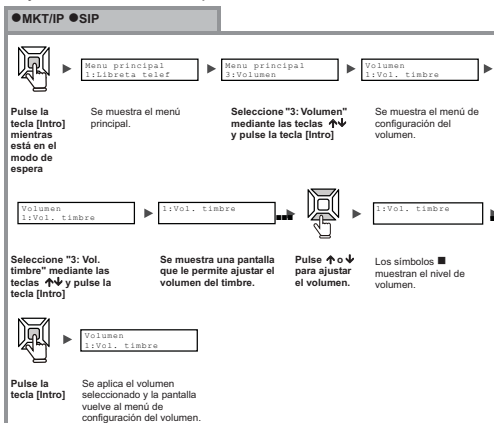 ●MKT/IP ●SIP
Menu principal
1:Libreta telef
Menu principal
3:Volumen
Volumen
1:Vol. timbre
Pulse la
tecla [Intro]
mientras
está en el
modo de
espera
Se muestra el menú
principal.
Seleccione "3: Volumen"
mediante las teclas ↑↓
y pulse la tecla [Intro]
Se muestra el menú de
configuración del
volumen.
Volumen
1:Vol. timbre
1:Vol. timbre
1:Vol. timbre
Seleccione "3: Vol.
timbre" mediante las
teclas ↑↓ y pulse la
tecla [Intro]
Se muestra una pantalla
que le permite ajustar el
volumen del timbre.
Pulse ↑ o ↓
para ajustar
el volumen.
Los símbolos ■
muestran el nivel de
volumen.
Volumen
1:Vol. timbre
Pulse la
tecla [Intro]
Se aplica el volumen
seleccionado y la pantalla
vuelve al menú de
configuración del volumen.